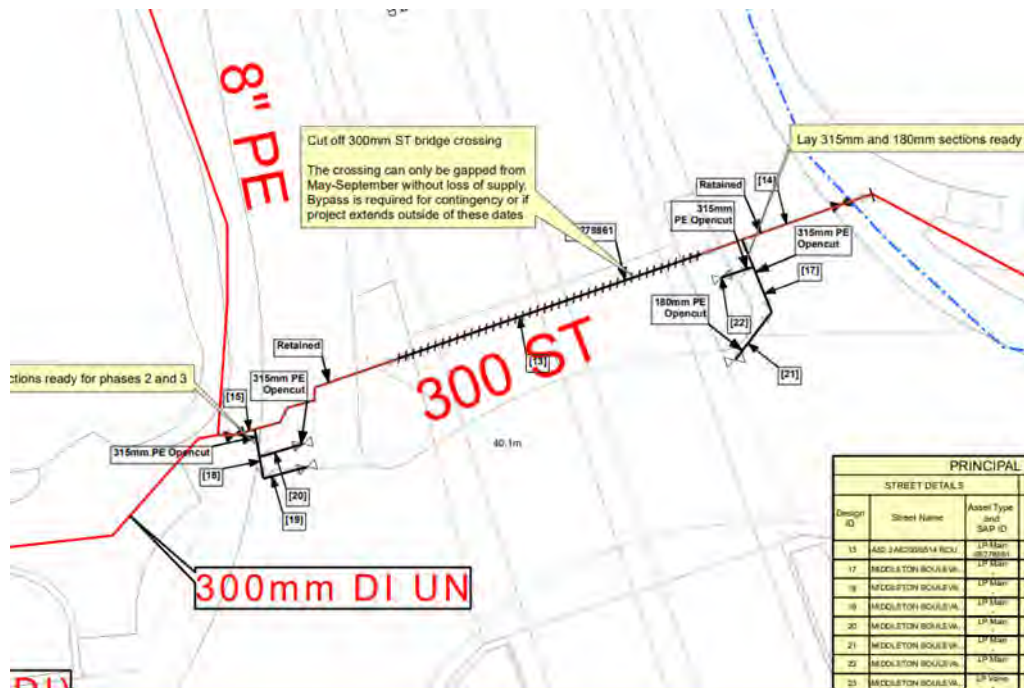 8" PE
Cut off 300mm ST bridge crossing
The crossing can only be gapped from
May-September without loss of supply.
Bypass is required for contingency or if
project extends outside of these dates
Lay 315mm and 180mm sections ready
[14]
Retained
315mm
PE Opencut
278861
315mm PE
Opencut
[17]
180mm PE
Opencut
[22]
[21]
[13]
300 ST
Retained
315mm PE
Opencut
ctions ready for phases 2 and 3
[15]
315mm PE Opencut
[18]
[20]
[19]
40.1m
300mm DI UN
PRINCIPAL
STREET DETAILS
Design
ID
Street Name
Asset Type
and
SAP ID
13
LP Main
17
MIDDLETON BOULEVA...
LP Main
MIDDLETON BOULEVA...
LP Main
MIDDLETON BOULEVA...
LP Main
20
MIDDLETON BOULEVA...
LP Main
21
MIDDLETON BOULEVA...
LP Main
22
MIDDLETON BOULEVA...
LP Main
23
MIDDLETON BOULEVA...
LP Valve
DI)